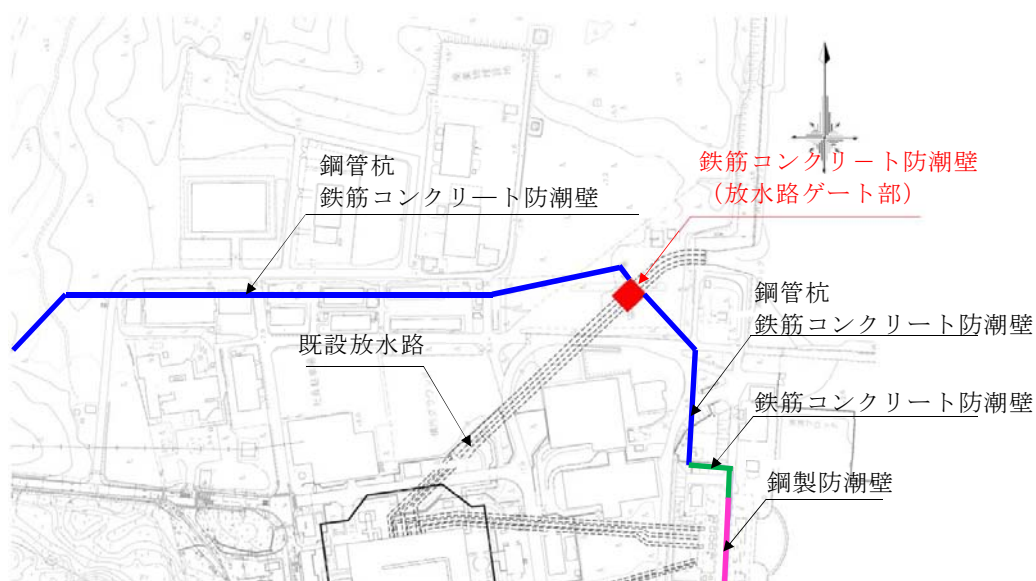 鋼管杭
鉄筋コンクリート防潮壁
鉄筋コンクリート防潮壁
（放水路ゲート部）
鋼管杭
鉄筋コンクリート防潮壁
既設放水路
鉄筋コンクリート防潮壁
鋼製防潮壁